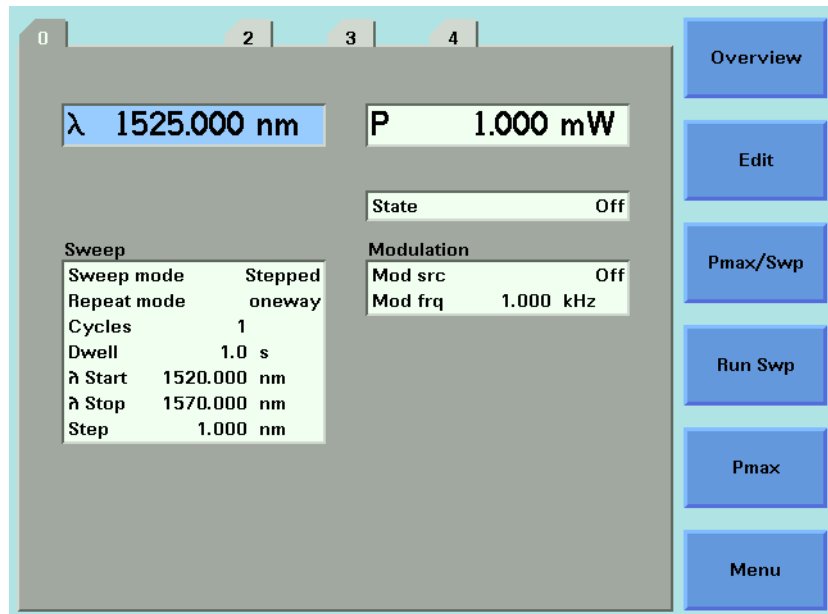 0 2 3 4
λ 1525.000 nm
P 1.000 mW
State Off
Sweep
Sweep mode Stepped
Repeat mode oneway
Cycles 1
Dwell 1.0 s
λ Start 1520.000 nm
λ Stop 1570.000 nm
Step 1.000 nm
Modulation
Mod src Off
Mod frq 1.000 kHz
Overview
Edit
Pmax/Swp
Run Swp
Pmax
Menu